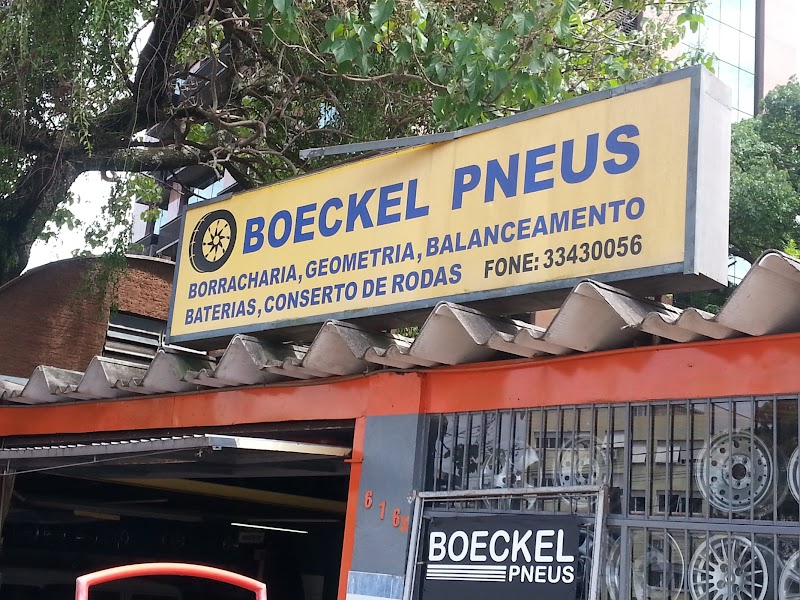 BOECKEL PNEUS
BORRACHARIA, GEOMETRIA, BALANCEAMENTO
BATERIAS, CONSERTO DE RODAS FONE: 33430056
616
BOECKEL
PNEUS